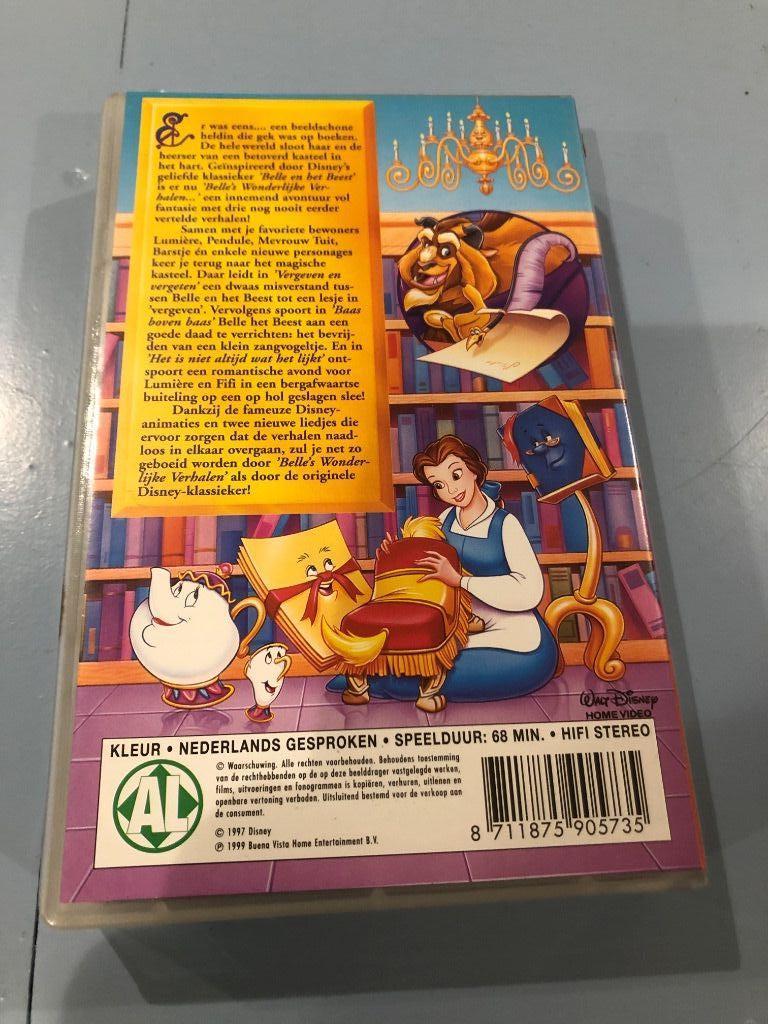 Er was eens.... een beeldschone
heldin die gek was op boeken.
De hele wereld sloot haar en de
heerser van een betoverd kasteel in
het hart. Geïnspireerd door Disney's
geliefde klassieker 'Belle en het Beest'
is er nu 'Belle's Wonderlijke Ver-
halen...' een innemend avontuur vol
fantasie met drie nog nooit eerder
vertelde verhalen!
Samen met je favoriete bewoners
Lumière, Pendule, Mevrouw Tuit,
Barstje én enkele nieuwe personages
keer je terug naar het magische
kasteel. Daar leidt in 'Vergeven en
vergeten' een dwaas misverstand tus-
sen Belle en het Beest tot een lesje in
'vergeven'. Vervolgens spoort in 'Baas
boven baas' Belle het Beest aan een
goede daad te verrichten: het bevrij-
den van een klein zangvogeltje. En in
'Het is niet altijd wat het lijkt' ont-
spoort een romantische avond voor
Lumière en Fifi in een bergafwaartse
buiteling op een op hol geslagen slee!
Dankzij de fameuze Disney-
animaties en twee nieuwe liedjes die
ervoor zorgen dat de verhalen naad-
loos in elkaar overgaan, zul je net zo
geboeid worden door 'Belle's Wonder-
lijke Verhalen' als door de originele
Disney-klassieker!
Walt Disney
HOME VIDEO
KLEUR • NEDERLANDS GESPROKEN • SPEELDUUR: 68 MIN. • HIFI STEREO
AL
© Waarschuwing. Alle rechten voorbehouden. Behoudens toestemming
van de rechthebbenden op de op deze beelddrager vastgelegde werken,
films, uitvoeringen en fonogrammen is kopiëren, verhuren, uitlenen en
openbare vertoning verboden. Uitsluitend bestemd voor de verkoop aan
de consument.
© 1997 Disney
℗ 1999 Buena Vista Home Entertainment B.V.
8 711875 905735